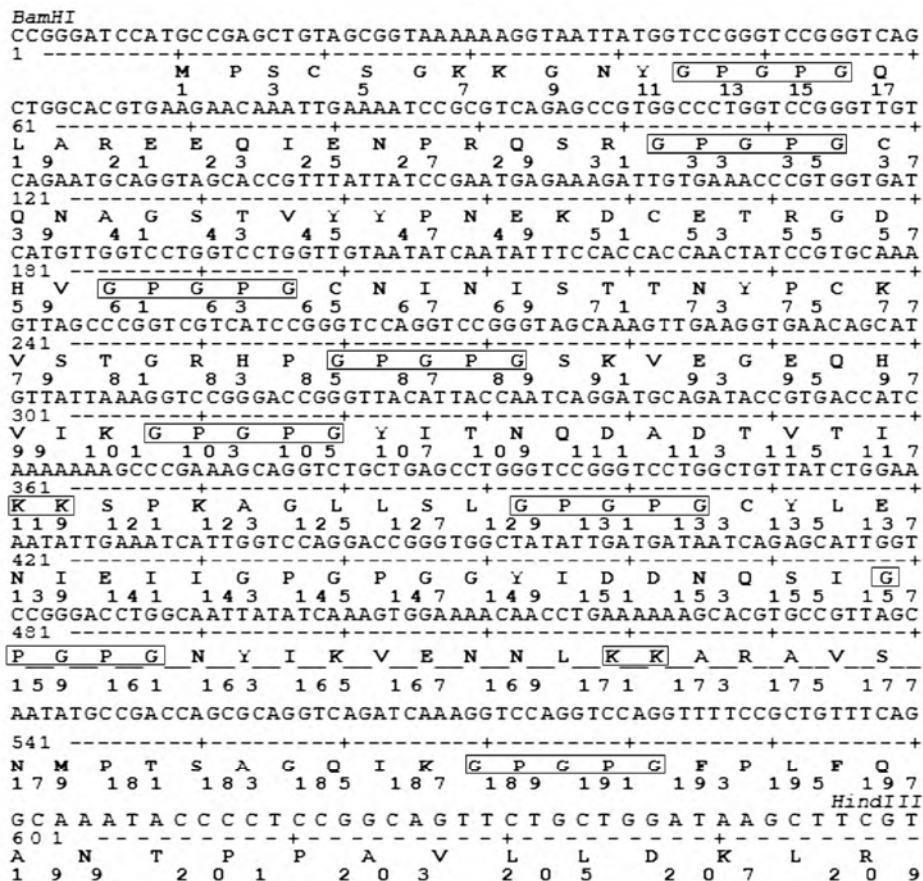 BamHI
CCGGGATCCATGCCGAGCTGTAGCGGTAAAAAAGGTAATTATGGTCCGGGTCCGGGTCAG
1 ---------+---------+---------+---------+---------+---------
M P S C S G K K G N Y G P G P G Q
1 3 5 7 9 11 13 15 17
CTGGCACGTGAAGAACAAATTGAAAATCCGCGTCAGAGCCGTGGCCCTGGTCCGGGTTGT
61 ---------+---------+---------+---------+---------+---------
L A R E E Q I E N P R Q S R G P G P G C
19 21 23 25 27 29 31 33 35 37
CAGAATGCAGGTAGCACCGTTTATTATCCGAATGAGAAAGATTGTGAAACCCGTGGTGAT
121 ---------+---------+---------+---------+---------+---------
Q N A G S T V Y Y P N E K D C E T R G D
39 41 43 45 47 49 51 53 55 57
CATGTTGGTCCTGGTCCTGGTTGTAATATCAATATTTCCACCACCAACTATCCGTGCAAA
181 ---------+---------+---------+---------+---------+---------
H V G P G P G C N I N I S T T N Y P C K
59 61 63 65 67 69 71 73 75 77
GTTAGCCCGGTCGTCATCCGGGTCCAGGTCCGGGTAGCAAAGTTGAAGGTGAACAGCAT
241 ---------+---------+---------+---------+---------+---------
V S T G R H P G P G P G S K V E G E Q H
79 81 83 85 87 89 91 93 95 97
GTTATTAAAGGTCCGGGACCGGGTTACATTACCAATCAGGATGCAGATACCGTGACCATC
301 ---------+---------+---------+---------+---------+---------
V I K G P G P G Y I T N Q D A D T V T I
99 101 103 105 107 109 111 113 115 117
AAAAAAAGCCCGAAAGCAGGTCTGCTGAGCCTGGGTCCGGGTCCTGGCTGTTATCTGGAA
361 ---------+---------+---------+---------+---------+---------
K K S P K A G L L S L G P G P G C Y L E
119 121 123 125 127 129 131 133 135 137
AATATTGAAATCATTGGTCCAGGACCGGGTGGCTATATTGATGATAATCAGAGCATTGGT
421 ---------+---------+---------+---------+---------+---------
N I E I I G P G P G G Y I D D N Q S I G
139 141 143 145 147 149 151 153 155 157
CCGGGACCTGGCAATTATATCAAAGTGGAAAACAACCTGAAAAAAGCACGTGCCGTTAGC
481 ---------+---------+---------+---------+---------+---------
P G P G N Y I K V E N N L K K A R A V S
159 161 163 165 167 169 171 173 175 177
AATATGCCGACCAGCGCAGGTCAGATCAAAGGTCCAGGTCCAGGTTTTCCGCTGTTTCAG
541 ---------+---------+---------+---------+---------+---------
N M P T S A G Q I K G P G P G F P L F Q
179 181 183 185 187 189 191 193 195 197
HindIII
GCAAATACCCCTCCGGCAGTTCTGCTGGATAAGCTTCGT
601 ---------+---------+---------+---------
A N T P P A V L L D K L R
199 201 203 205 207 209